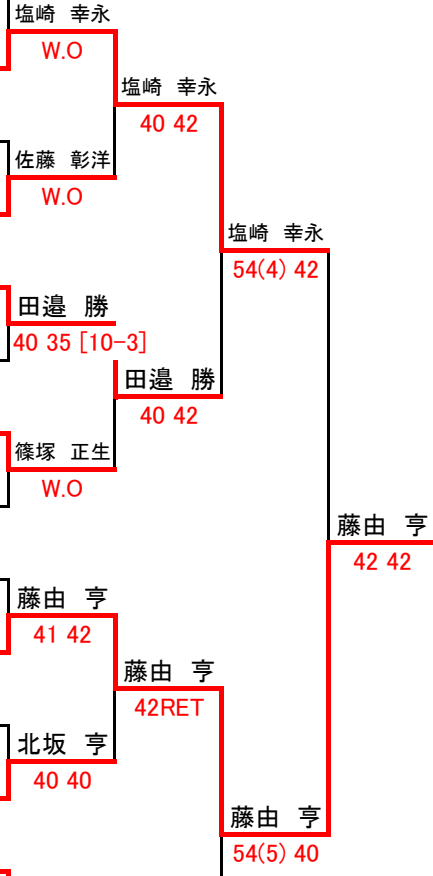 塩崎　幸永
W.O
塩崎　幸永
40 42
佐藤　彰洋
W.O
塩崎　幸永
54(4) 42
田邉　勝
40 35 [10-3]
田邉　勝
40 42
篠塚　正生
W.O
藤由　亨
42 42
藤由　亨
41 42
藤由　亨
42RET
北坂　亨
40 40
藤由　亨
54(5) 40